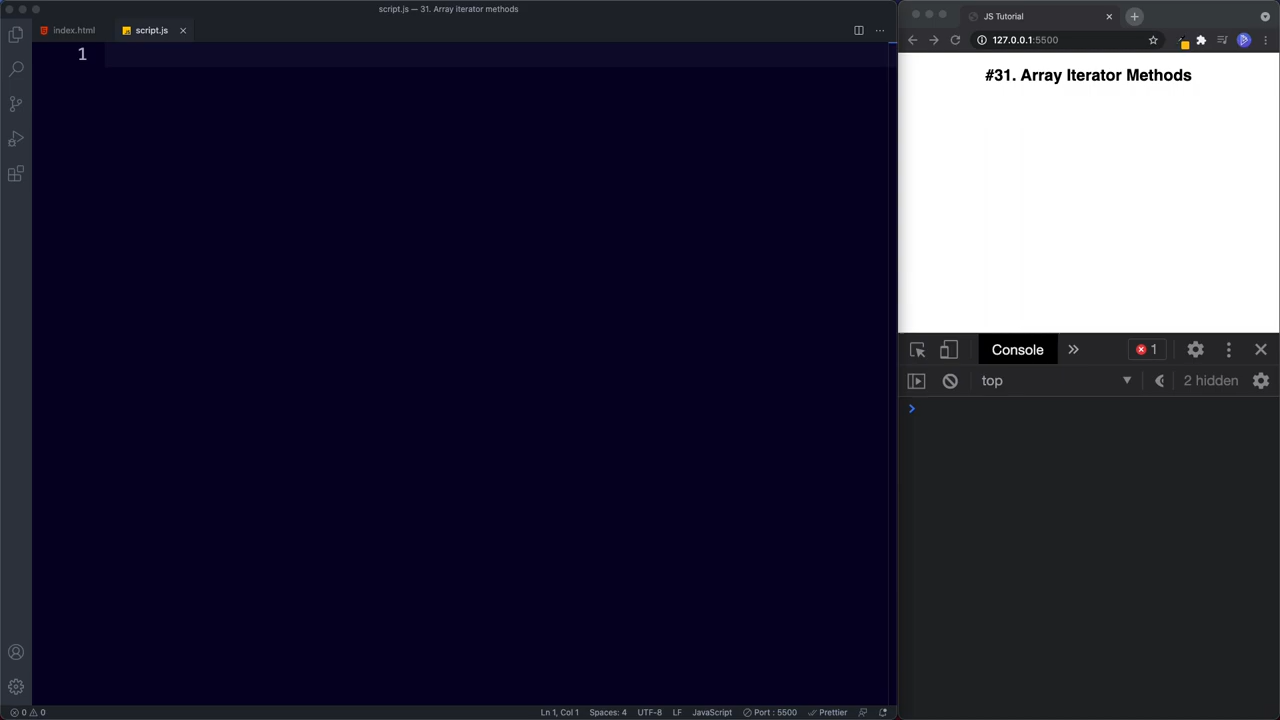 script.js — 31. Array iterator methods
index.html
script.js
1
Ln 1, Col 1
Spaces: 4
UTF-8
LF
JavaScript
Port : 5500
Prettier
0
0
JS Tutorial
127.0.0.1:5500
#31. Array Iterator Methods
Console
1
top
2 hidden